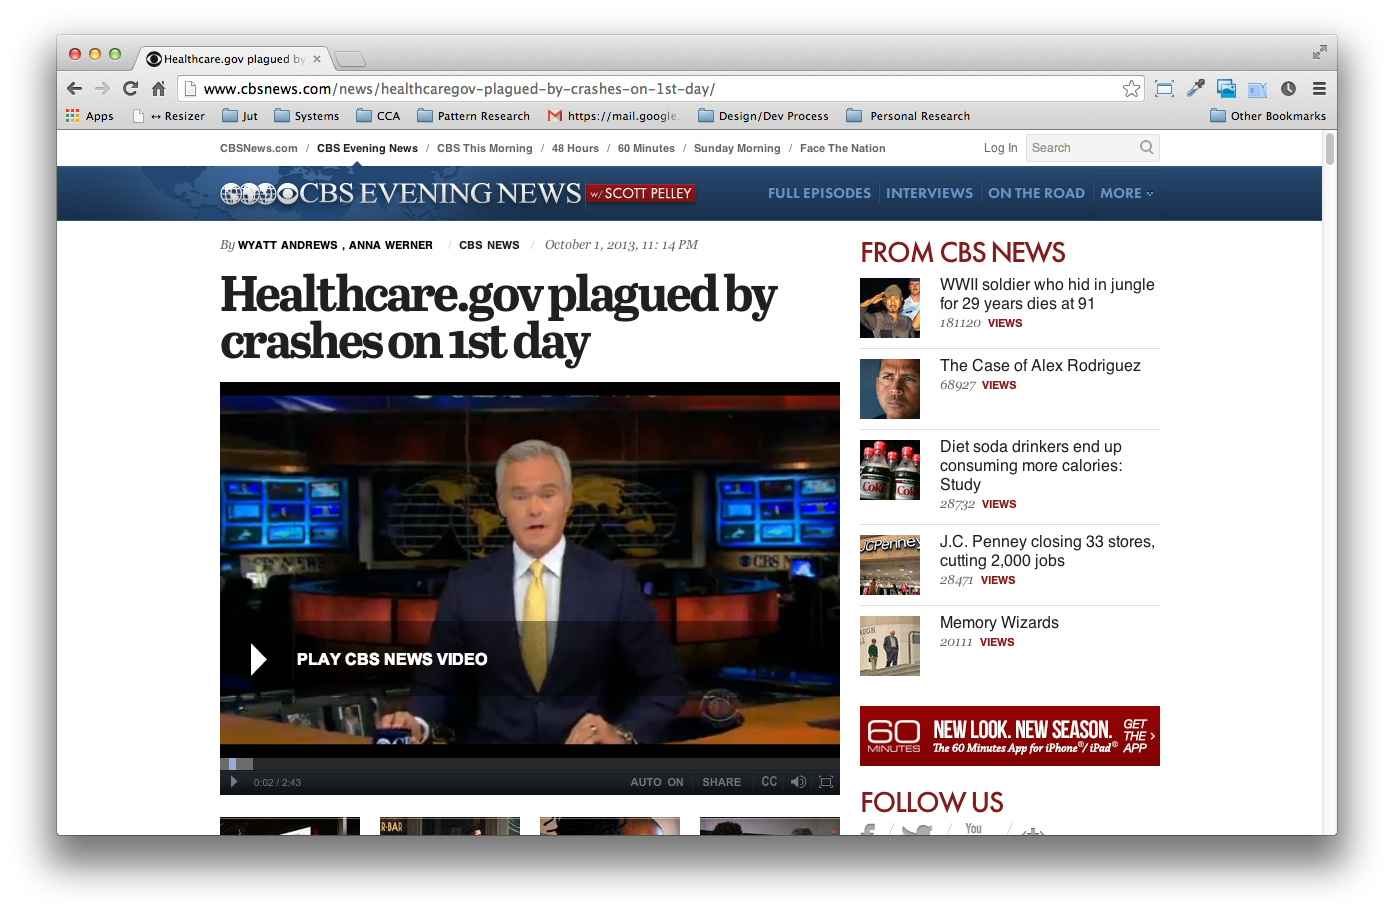 Healthcare.gov plagued by
www.cbsnews.com/news/healthcaregov-plagued-by-crashes-on-1st-day/
Apps ↔ Resizer Jut Systems CCA Pattern Research https://mail.google. Design/Dev Process Personal Research Other Bookmarks
CBSNews.com / CBS Evening News / CBS This Morning / 48 Hours / 60 Minutes / Sunday Morning / Face The Nation Log In Search
CBS EVENING NEWS w/ SCOTT PELLEY FULL EPISODES INTERVIEWS ON THE ROAD MORE
By WYATT ANDREWS , ANNA WERNER / CBS NEWS / October 1, 2013, 11: 14 PM
Healthcare.gov plagued by
crashes on 1st day
PLAY CBS NEWS VIDEO
0:02 / 2:43 AUTO ON SHARE CC
R-BAR
FROM CBS NEWS
WWII soldier who hid in jungle
for 29 years dies at 91
181120 VIEWS
The Case of Alex Rodriguez
68927 VIEWS
Diet soda drinkers end up
consuming more calories:
Study
28732 VIEWS
J.C. Penney closing 33 stores,
cutting 2,000 jobs
28471 VIEWS
Memory Wizards
20111 VIEWS
60 MINUTES NEW LOOK. NEW SEASON. GET THE APP ›
The 60 Minutes App for iPhone®/ iPad®
FOLLOW US
You